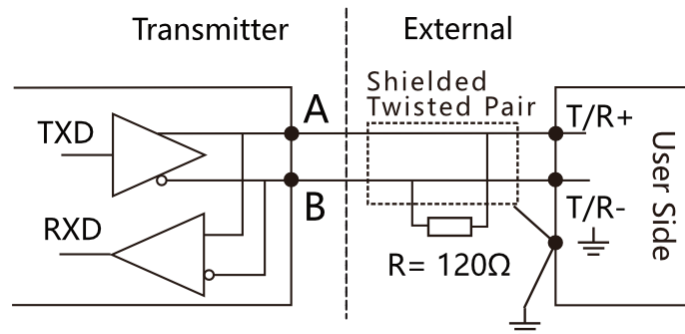 Transmitter
External
Shielded
Twisted Pair
A
T/R+
TXD
User Side
B
T/R-
RXD
R= 120Ω